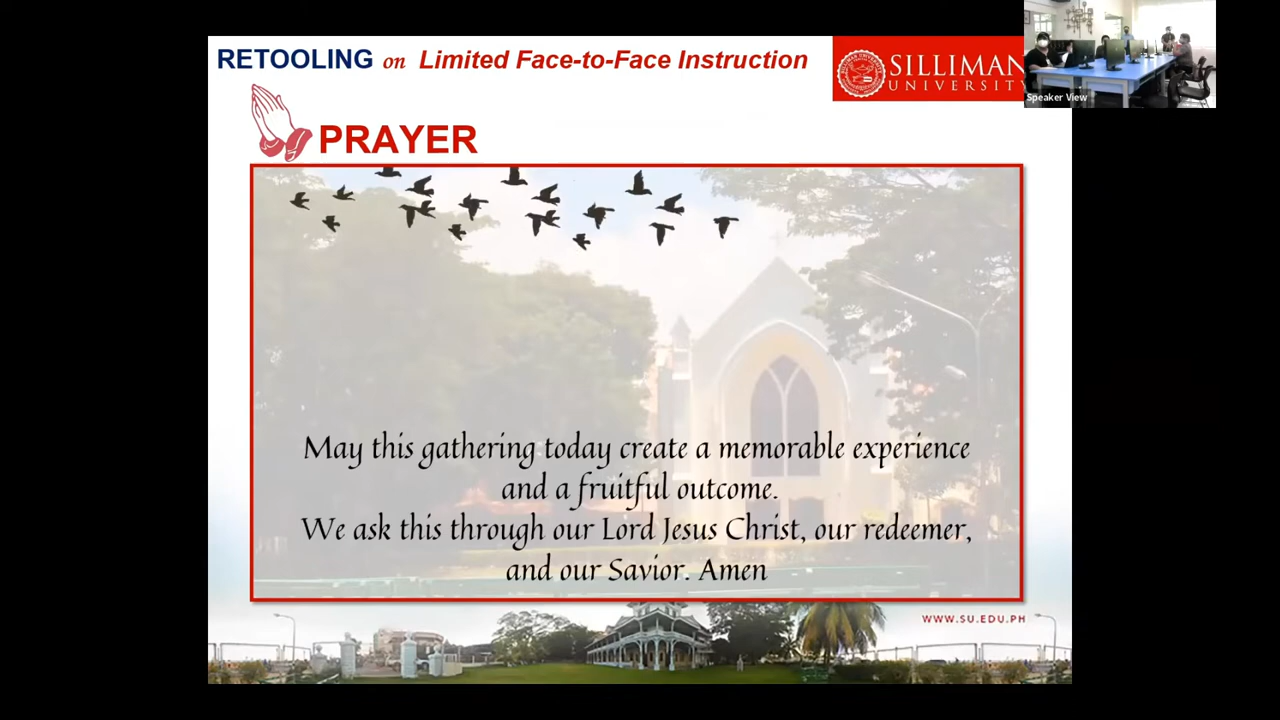 RETOOLING on Limited Face-to-Face Instruction
SILLIMAN
UNIVERSITY
Speaker View
PRAYER
May this gathering today create a memorable experience
and a fruitful outcome.
We ask this through our Lord Jesus Christ, our redeemer,
and our Savior. Amen
WWW.SU.EDU.PH